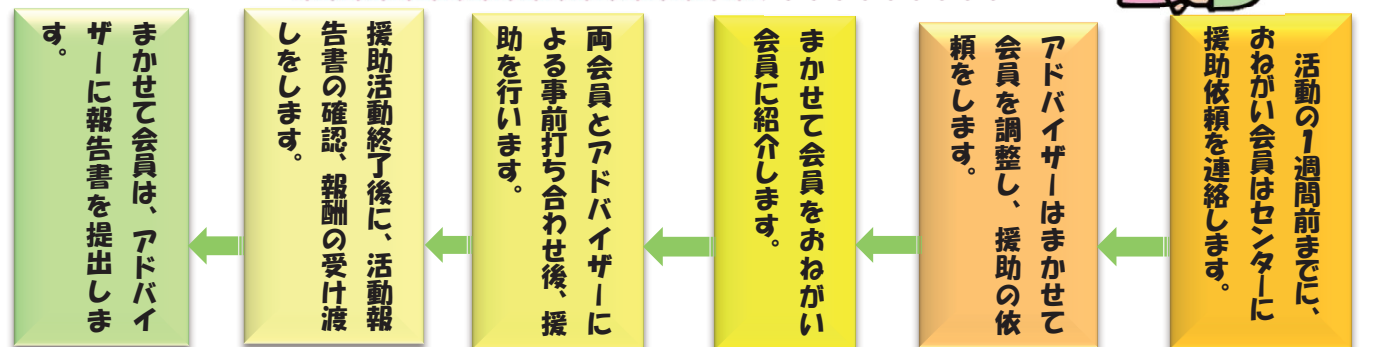 活動の1週間前までに、
おねがい会員はセンターに
援助依頼を連絡します。
アドバイザーはまかせて
会員を調整し、援助の依
頼をします。
まかせて会員をおねがい
会員に紹介します。
両会員とアドバイザーに
よる事前打ち合わせ後、援
助を行います。
援助活動終了後に、活動報
告書の確認、報酬の受け渡
しをします。
まかせて会員は、アドバイ
ザーに報告書を提出しま
す。